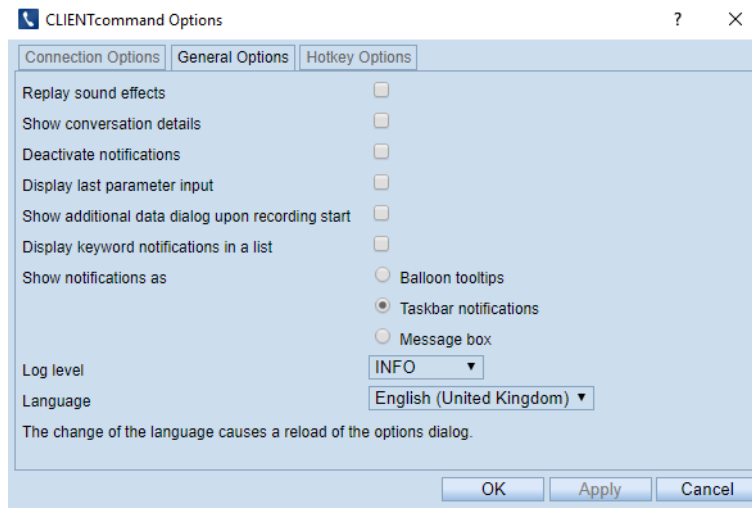 CLIENTcommand Options ?
Connection Options General Options Hotkey Options
Replay sound effects
Show conversation details
Deactivate notifications
Display last parameter input
Show additional data dialog upon recording start
Display keyword notifications in a list
Show notifications as Balloon tooltips
Taskbar notifications
Message box
Log level INFO
Language English (United Kingdom)
The change of the language causes a reload of the options dialog.
OK Apply Cancel